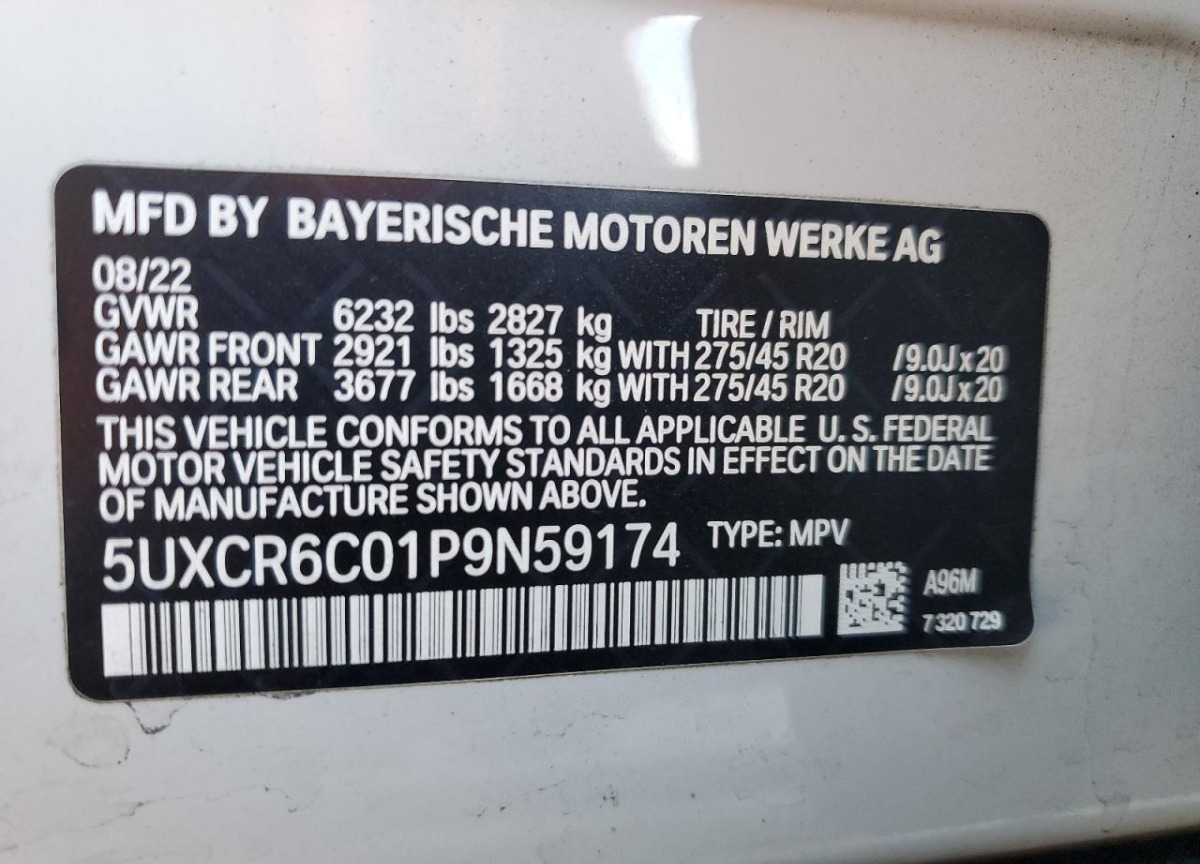 MFD BY BAYERISCHE MOTOREN WERKE AG
08/22
GVWR 6232 lbs 2827 kg TIRE / RIM
GAWR FRONT 2921 lbs 1325 kg WITH 275/45 R20 /9.0J x 20
GAWR REAR 3677 lbs 1668 kg WITH 275/45 R20 /9.0J x 20
THIS VEHICLE CONFORMS TO ALL APPLICABLE U. S. FEDERAL
MOTOR VEHICLE SAFETY STANDARDS IN EFFECT ON THE DATE
OF MANUFACTURE SHOWN ABOVE.
5UXCR6C01P9N59174 TYPE: MPV
A96M
7 320 729